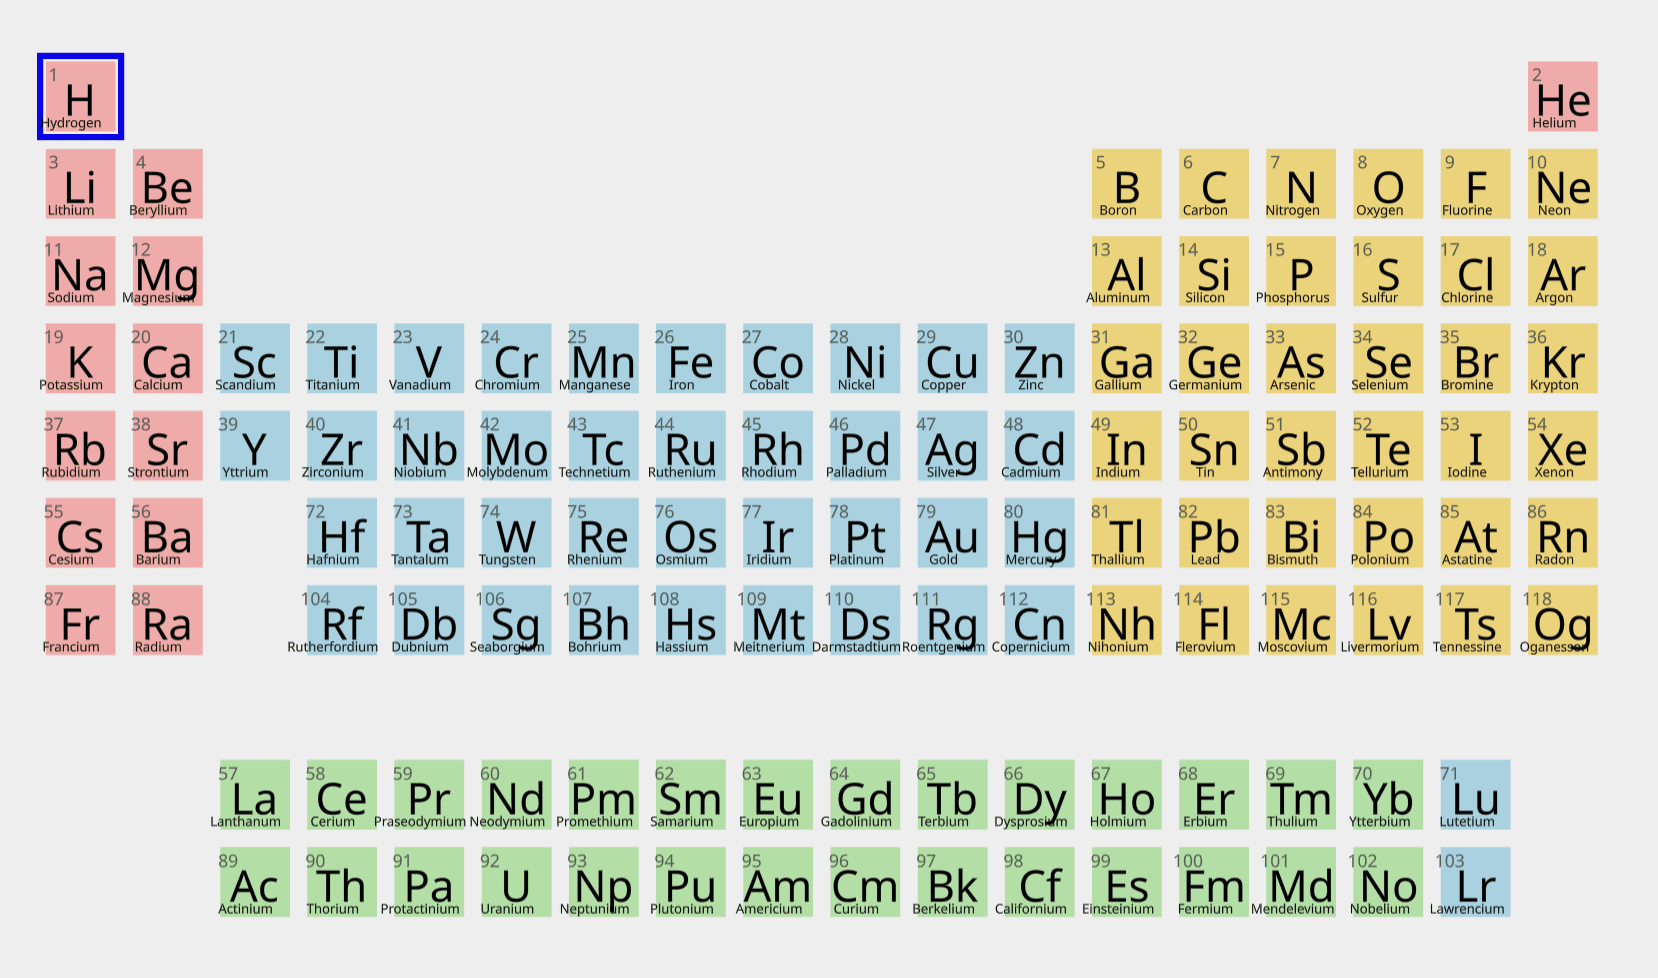 1 2
H He
Hydrogen Helium
3 4 5 6 7 8 9 10
Li Be B C N O F Ne
Lithium Beryllium Boron Carbon Nitrogen Oxygen Fluorine Neon
11 12 13 14 15 16 17 18
Na Mg Al Si P S Cl Ar
Sodium Magnesium Aluminum Silicon Phosphorus Sulfur Chlorine Argon
19 20 21 22 23 24 25 26 27 28 29 30 31 32 33 34 35 36
K Ca Sc Ti V Cr Mn Fe Co Ni Cu Zn Ga Ge As Se Br Kr
Potassium Calcium Scandium Titanium Vanadium Chromium Manganese Iron Cobalt Nickel Copper Zinc Gallium Germanium Arsenic Selenium Bromine Krypton
37 38 39 40 41 42 43 44 45 46 47 48 49 50 51 52 53 54
Rb Sr Y Zr Nb Mo Tc Ru Rh Pd Ag Cd In Sn Sb Te I Xe
Rubidium Strontium Yttrium Zirconium Niobium Molybdenum Technetium Ruthenium Rhodium Palladium Silver Cadmium Indium Tin Antimony Tellurium Iodine Xenon
55 56 72 73 74 75 76 77 78 79 80 81 82 83 84 85 86
Cs Ba Hf Ta W Re Os Ir Pt Au Hg Tl Pb Bi Po At Rn
Cesium Barium Hafnium Tantalum Tungsten Rhenium Osmium Iridium Platinum Gold Mercury Thallium Lead Bismuth Polonium Astatine Radon
87 88 104 105 106 107 108 109 110 111 112 113 114 115 116 117 118
Fr Ra Rf Db Sg Bh Hs Mt Ds Rg Cn Nh Fl Mc Lv Ts Og
Francium Radium Rutherfordium Dubnium Seaborgium Bohrium Hassium Meitnerium Darmstadtium Roentgenium Copernicium Nihonium Flerovium Moscovium Livermorium Tennessine Oganesson
57 58 59 60 61 62 63 64 65 66 67 68 69 70 71
La Ce Pr Nd Pm Sm Eu Gd Tb Dy Ho Er Tm Yb Lu
Lanthanum Cerium Praseodymium Neodymium Promethium Samarium Europium Gadolinium Terbium Dysprosium Holmium Erbium Thulium Ytterbium Lutetium
89 90 91 92 93 94 95 96 97 98 99 100 101 102 103
Ac Th Pa U Np Pu Am Cm Bk Cf Es Fm Md No Lr
Actinium Thorium Protactinium Uranium Neptunium Plutonium Americium Curium Berkelium Californium Einsteinium Fermium Mendelevium Nobelium Lawrencium